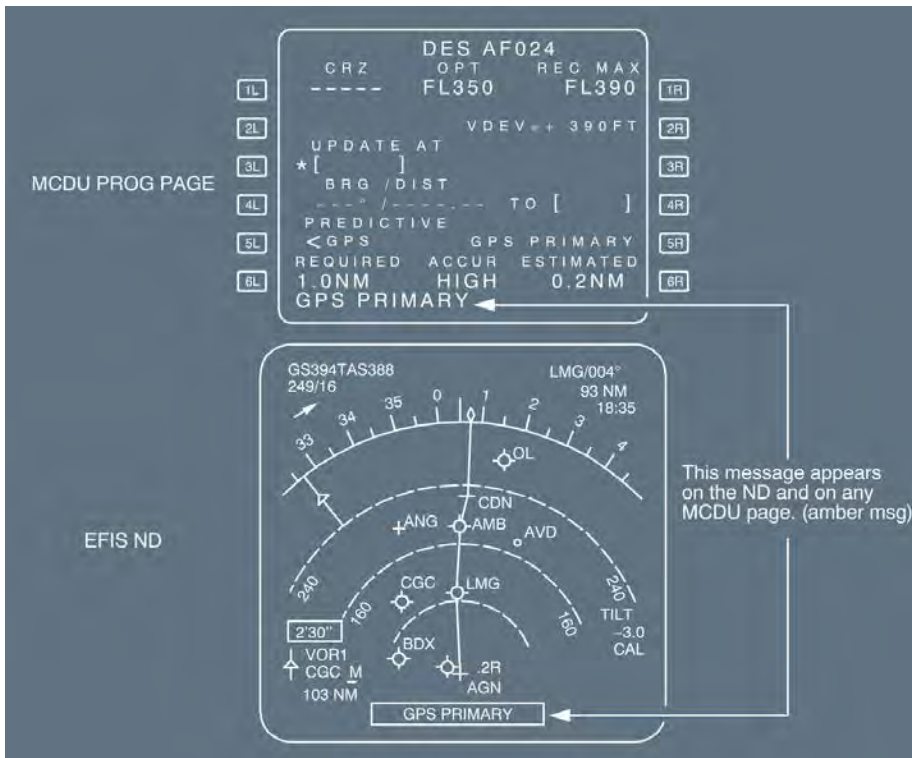 DES AF024
CRZ OPT REC MAX
1L ----- FL350 FL390 1R
2L VDEV=+ 390FT 2R
UPDATE AT
3L *[ ] 3R
MCDU PROG PAGE
BRG /DIST
4L ---° /----.-- TO [ ] 4R
PREDICTIVE
5L <GPS GPS PRIMARY 5R
REQUIRED ACCUR ESTIMATED
6L 1.0NM HIGH 0.2NM 6R
GPS PRIMARY
GS394TAS388 LMG/004°
249/16 93 NM
18:35
33 34 35 0 1 2 3 4
OL
CDN
ANG AMB AVD
This message appears
on the ND and on any
MCDU page. (amber msg)
EFIS ND
CGC LMG
240 160 160 240
TILT
-3.0
CAL
2'30"
VOR1
CGC M
103 NM
BDX
.2R
AGN
GPS PRIMARY